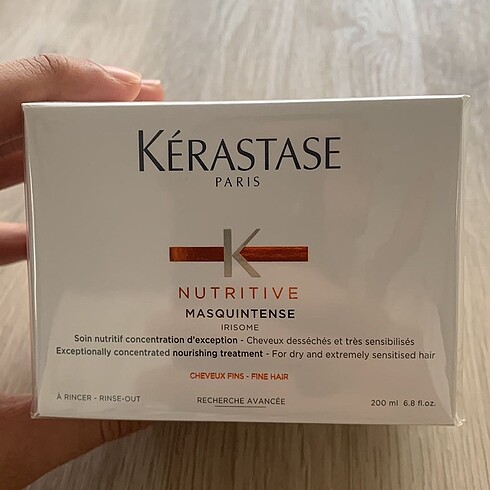 KÉRASTASE
PARIS
K
NUTRITIVE
MASQUINTENSE
IRISOME
Soin nutritif concentration d'exception - Cheveux desséchés et très sensibilisés
Exceptionally concentrated nourishing treatment - For dry and extremely sensitised hair
CHEVEUX FINS - FINE HAIR
À RINCER - RINSE-OUT
RECHERCHE AVANCÉE
200 ml 6.8 fl.oz.